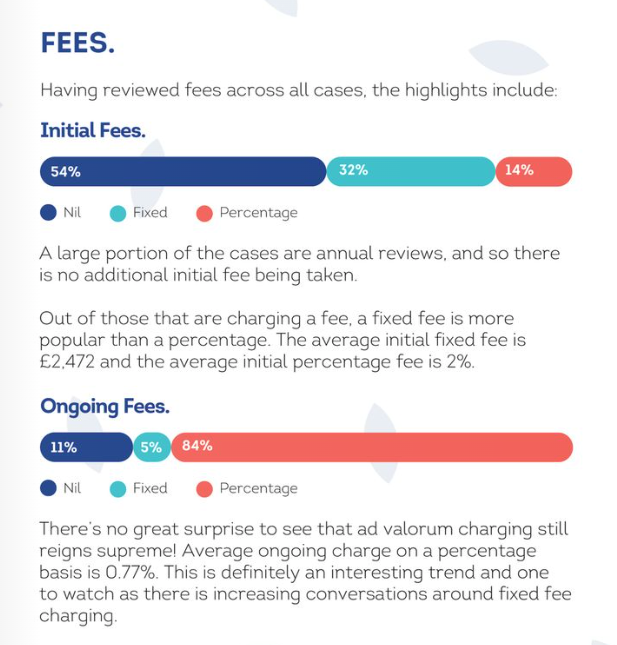 FEES.
Having reviewed fees across all cases, the highlights include:
Initial Fees.
54% 32% 14%
Nil Fixed Percentage
A large portion of the cases are annual reviews, and so there
is no additional initial fee being taken.
Out of those that are charging a fee, a fixed fee is more
popular than a percentage. The average initial fixed fee is
£2,472 and the average initial percentage fee is 2%.
Ongoing Fees.
11% 5% 84%
Nil Fixed Percentage
There's no great surprise to see that ad valorum charging still
reigns supreme! Average ongoing charge on a percentage
basis is 0.77%. This is definitely an interesting trend and one
to watch as there is increasing conversations around fixed fee
charging.